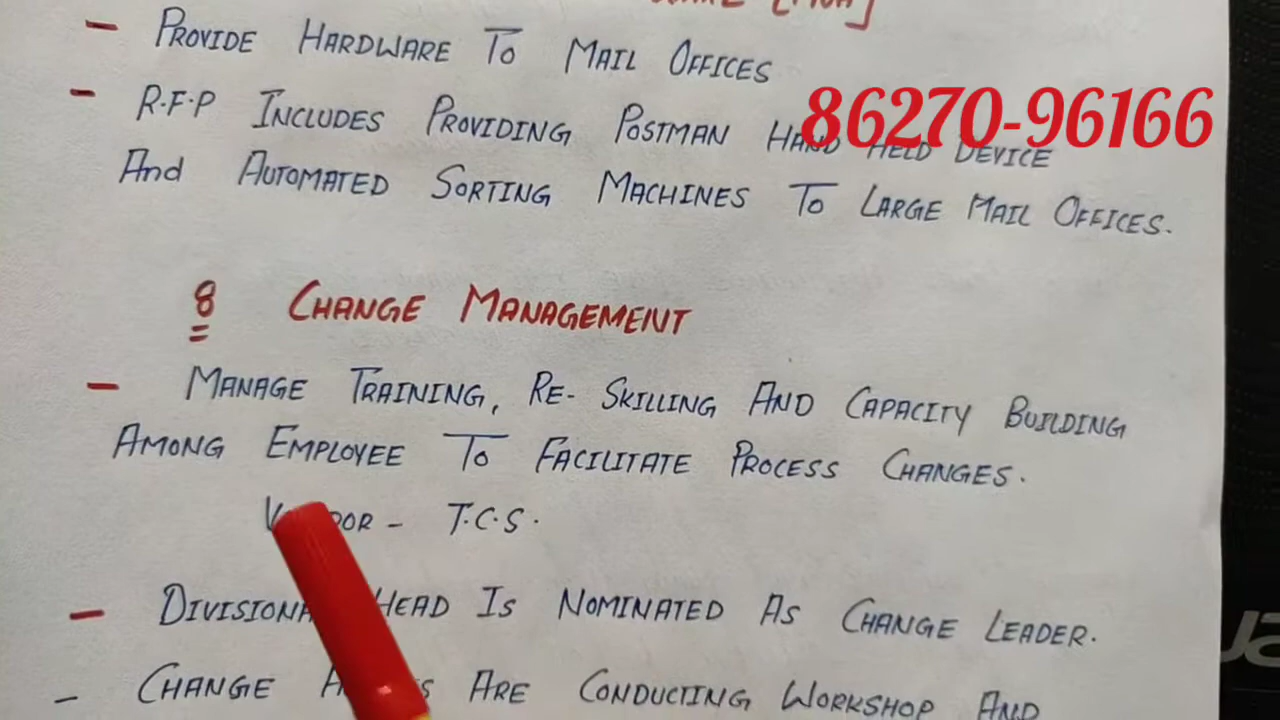 - PROVIDE HARDWARE TO MAIL OFFICES
86270-96166
- R.F.P INCLUDES PROVIDING POSTMAN HAND HELD DEVICE
And AUTOMATED SORTING MACHINES TO LARGE MAIL OFFICES.
8 CHANGE MANAGEMENT
- MANAGE TRAINING, RE-SKILLING AND CAPACITY BUILDING
AMONG EMPLOYEE TO FACILITATE PROCESS CHANGES.
- T.C.S.
- HEAD IS NOMINATED AS CHANGE LEADER.
- CHANGE ARE CONDUCTING WORKSHOP AND